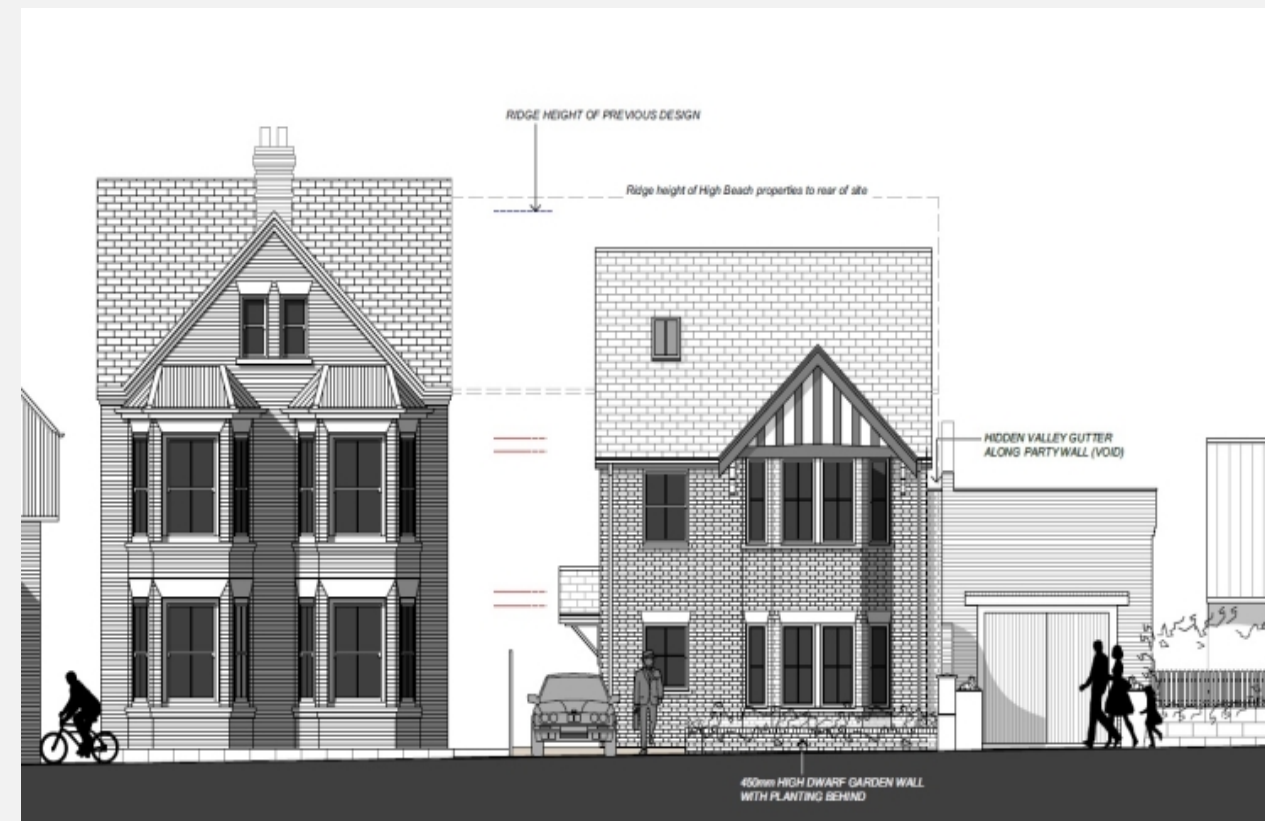 RIDGE HEIGHT OF PREVIOUS DESIGN
Ridge height of High Beach properties to rear of site
HIDDEN VALLEY GUTTER
ALONG PARTYWALL (VOID)
450mm HIGH DWARF GARDEN WALL
WITH PLANTING BEHIND